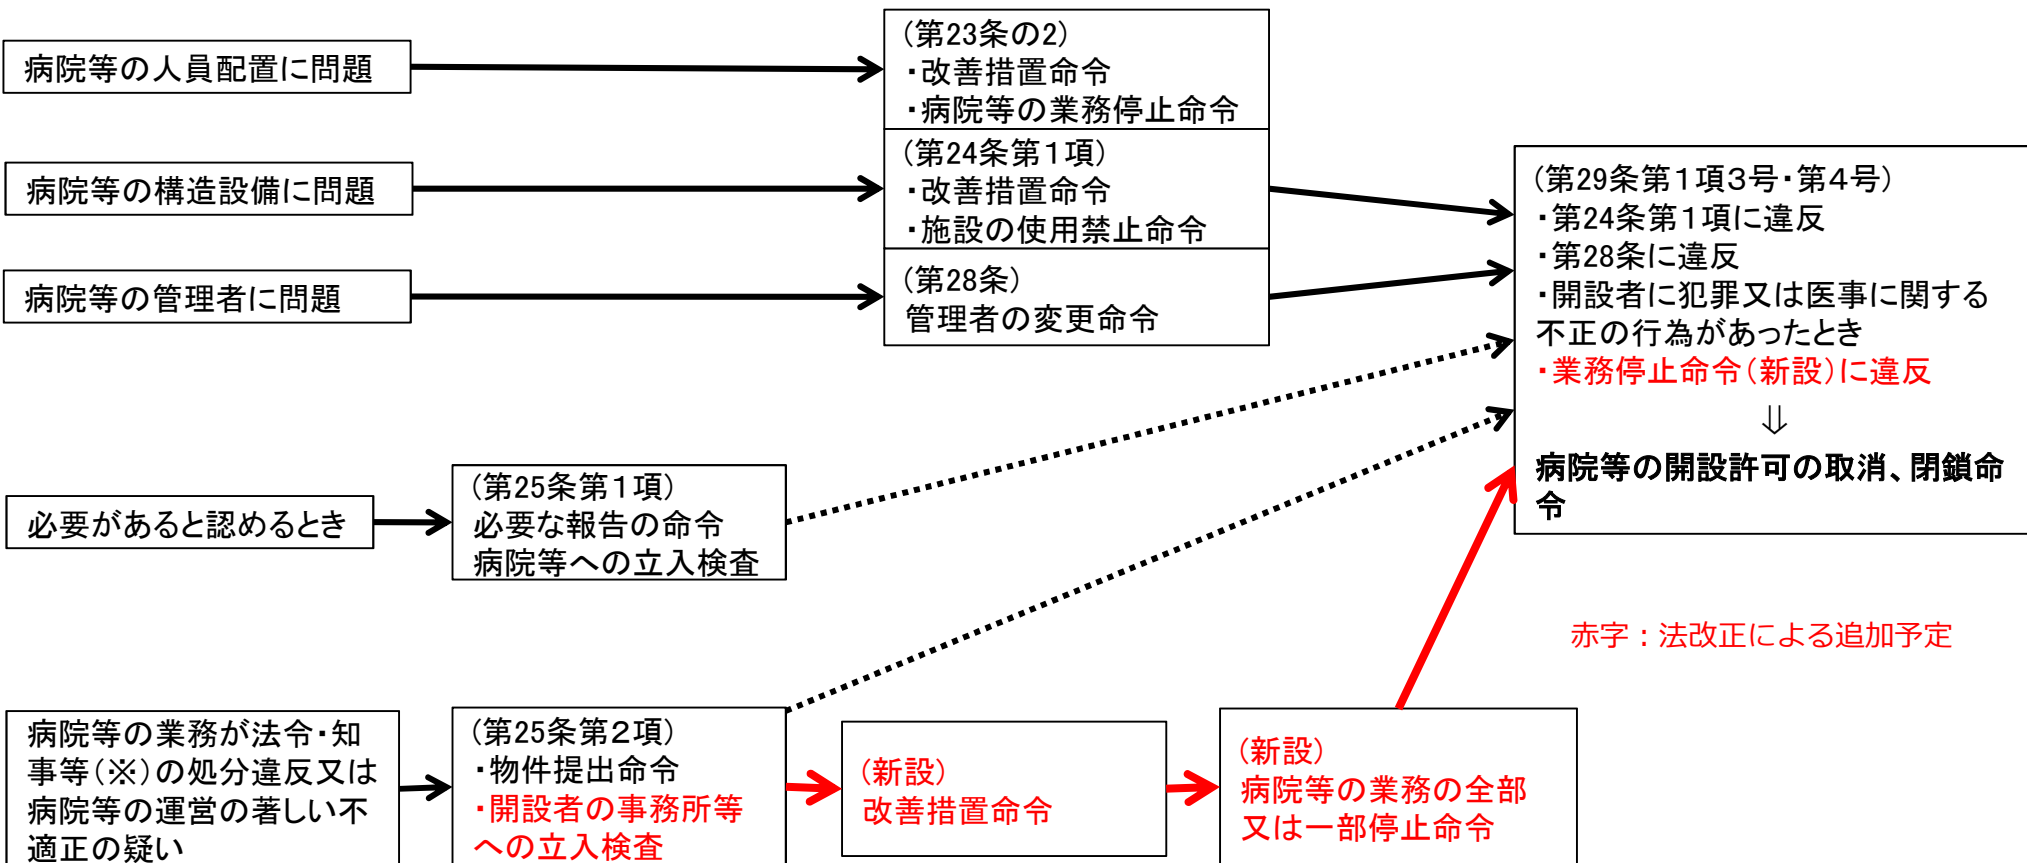 病院等の人員配置に問題
(第23条の2)
・改善措置命令
・病院等の業務停止命令
病院等の構造設備に問題
(第24条第１項)
・改善措置命令
・施設の使用禁止命令
病院等の管理者に問題
(第28条)
管理者の変更命令
(第29条第１項３号・第４号)
・第24条第１項に違反
・第28条に違反
・開設者に犯罪又は医事に関する
不正の行為があったとき
・業務停止命令(新設)に違反
⇓
病院等の開設許可の取消、閉鎖命
令
必要があると認めるとき
(第25条第１項)
必要な報告の命令
病院等への立入検査
赤字：法改正による追加予定
病院等の業務が法令・知
事等(※)の処分違反又は
病院等の運営の著しい不
適正の疑い
(第25条第２項)
・物件提出命令
・開設者の事務所等
への立入検査
(新設)
改善措置命令
(新設)
病院等の業務の全部
又は一部停止命令